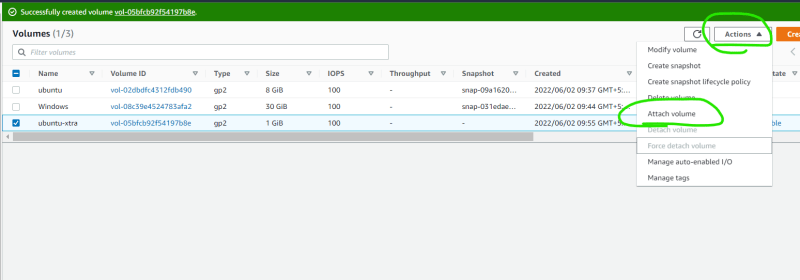 Successfully created volume vol-05bfcb92f54197b8e.
Volumes (1/3)
Actions
Filter volumes
Name Volume ID Type Size IOPS Throughput Snapshot Created
ubuntu vol-02dbdfc4312fdb490 gp2 8 GiB 100 - snap-09a1620... 2022/06/02 09:37 GMT+5:...
Windows vol-08c39e4524783afa2 gp2 30 GiB 100 - snap-031edae... 2022/06/02 09:44 GMT+5:...
ubuntu-xtra vol-05bfcb92f54197b8e gp2 1 GiB 100 - - 2022/06/02 09:55 GMT+5:...
Modify volume
Create snapshot
Create snapshot lifecycle policy
Delete volume
Attach volume
Detach volume
Force detach volume
Manage auto-enabled I/O
Manage tags